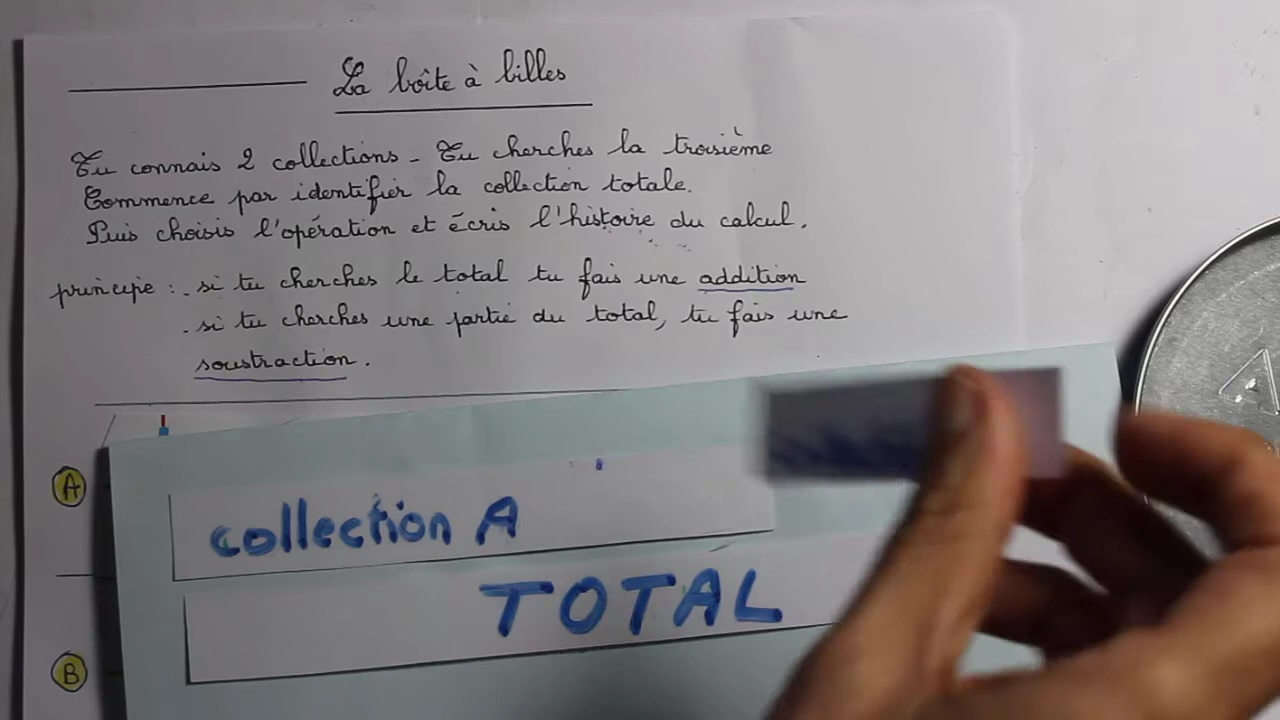 La boîte à billes
Tu connais 2 collections - Tu cherches la troisième
Commence par identifier la collection totale.
Puis choisis l'opération et écris l'histoire du calcul.
principe : . si tu cherches le total tu fais une addition
. si tu cherches une partie du total, tu fais une
soustraction.
A
collection A
TOTAL
B
A